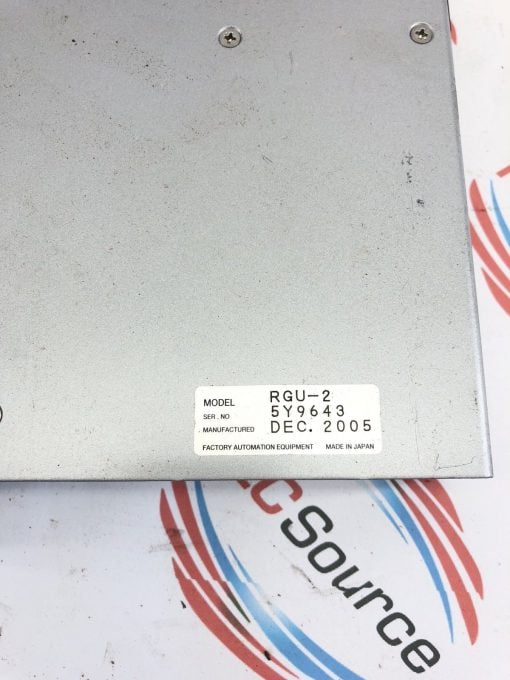 MODEL RGU-2
SER. NO 5Y9643
MANUFACTURED DEC. 2005
FACTORY AUTOMATION EQUIPMENT MADE IN JAPAN
Source